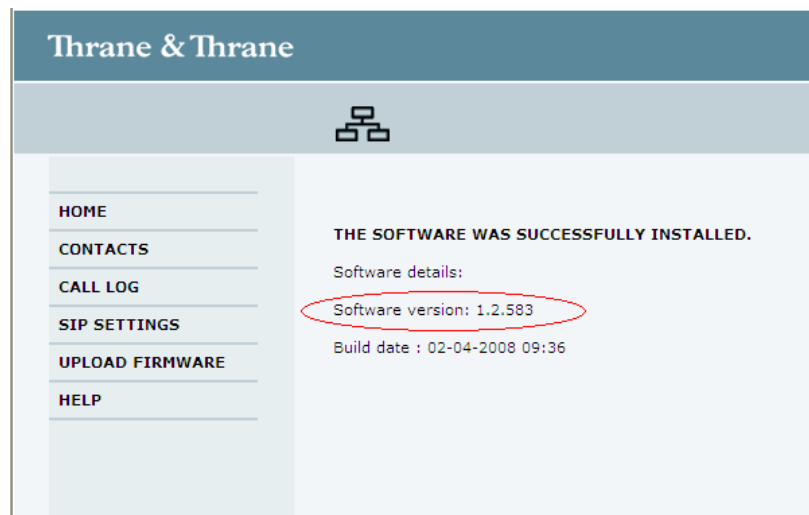 Thrane & Thrane
HOME
CONTACTS
CALL LOG
SIP SETTINGS
UPLOAD FIRMWARE
HELP
THE SOFTWARE WAS SUCCESSFULLY INSTALLED.
Software details:
Software version: 1.2.583
Build date : 02-04-2008 09:36